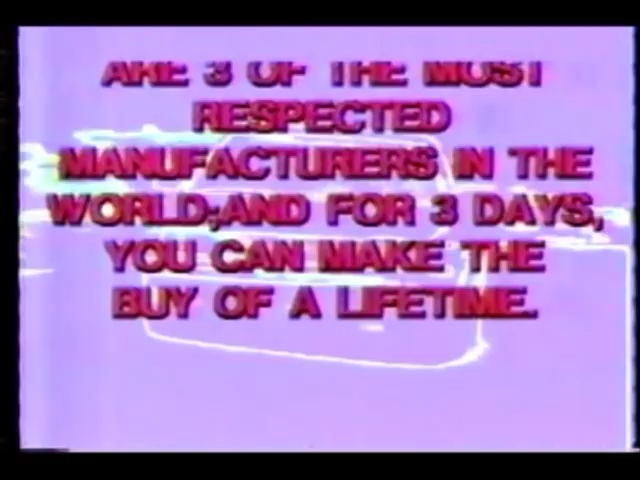 ARE 3 OF THE MOST
RESPECTED
MANUFACTURERS IN THE
WORLD;AND FOR 3 DAYS,
YOU CAN MAKE THE
BUY OF A LIFETIME.